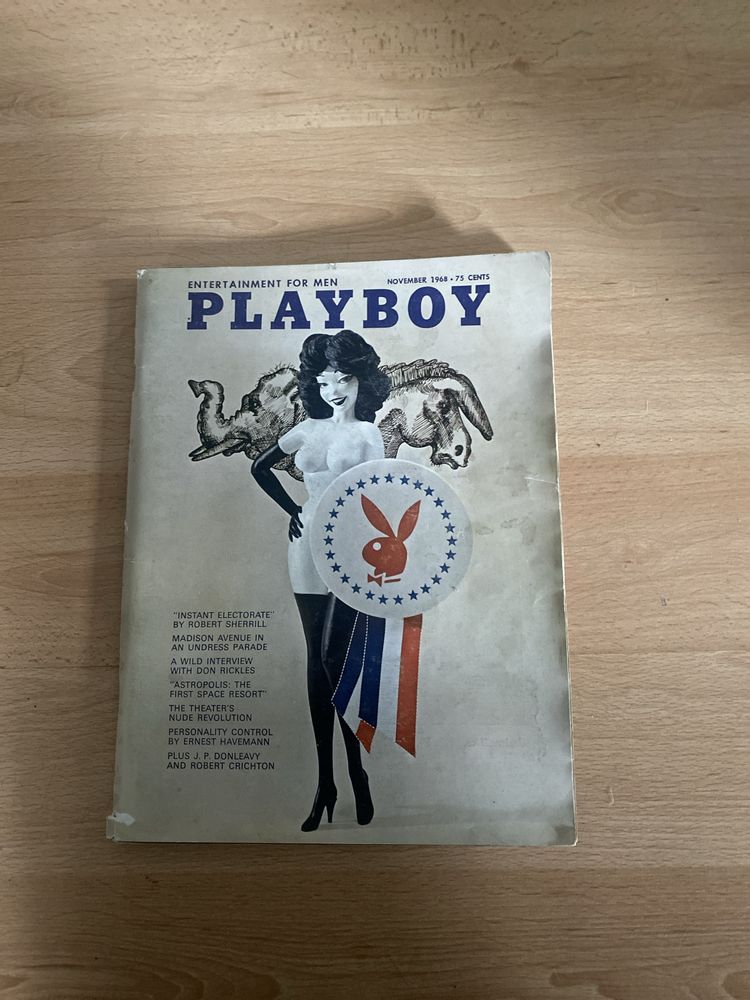 ENTERTAINMENT FOR MEN
NOVEMBER 1968 • 75 CENTS
PLAYBOY
"INSTANT ELECTORATE"
BY ROBERT SHERRILL
MADISON AVENUE IN
AN UNDRESS PARADE
A WILD INTERVIEW
WITH DON RICKLES
"ASTROPOLIS: THE
FIRST SPACE RESORT"
THE THEATER'S
NUDE REVOLUTION
PERSONALITY CONTROL
BY ERNEST HAVEMANN
PLUS J. P. DONLEAVY
AND ROBERT CRICHTON